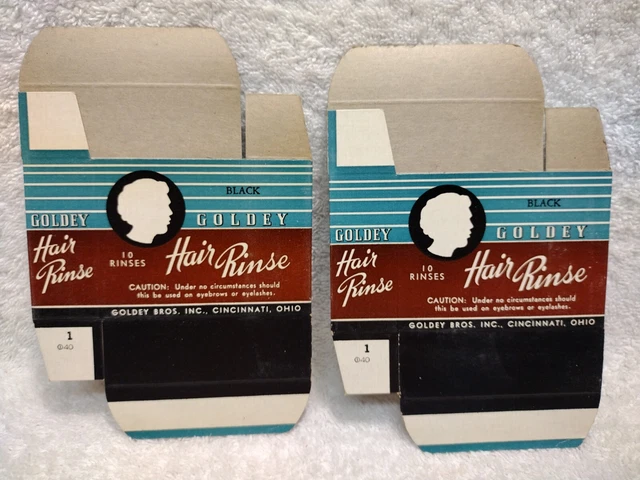 BLACK
GOLDEY GOLDEY
Hair
Rinse
10
RINSES
Hair Rinse
CAUTION: Under no circumstances should
this be used on eyebrows or eyelashes.
GOLDEY BROS. INC., CINCINNATI, OHIO
1
BLACK
GOLDEY GOLDEY
Hair
Rinse
10
RINSES
Hair Rinse
CAUTION: Under no circumstances should
this be used on eyebrows or eyelashes.
GOLDEY BROS. INC., CINCINNATI, OHIO
1